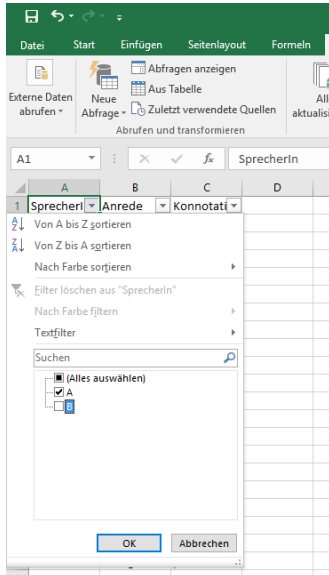 Datei Start Einfügen Seitenlayout Formeln
Abfragen anzeigen
Aus Tabelle
Externe Daten abrufen
Neue Abfrage
Zuletzt verwendete Quellen
Abrufen und transformieren
A1 fx SprecherIn
A B C D
1 SprecherI Anrede Konnotati
Von A bis Z sortieren
Von Z bis A sortieren
Nach Farbe sortieren
Filter löschen aus "SprecherIn"
Nach Farbe filtern
Textfilter
Suchen
(Alles auswählen)
A
B
OK Abbrechen